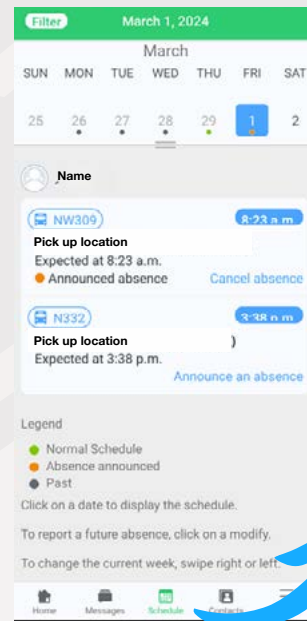 Filter March 1, 2024
March
SUN MON TUE WED THU FRI SAT
25 26 27 28 29 1 2
Name
NW309 8:23 a.m.
Pick up location
Expected at 8:23 a.m.
Announced absence Cancel absence
N332 3:38 p.m.
Pick up location )
Expected at 3:38 p.m.
Announce an absence
Legend
Normal Schedule
Absence announced
Past
Click on a date to display the schedule.
To report a future absence, click on a modify.
To change the current week, swipe right or left.
Home Messages Schedule Contacts